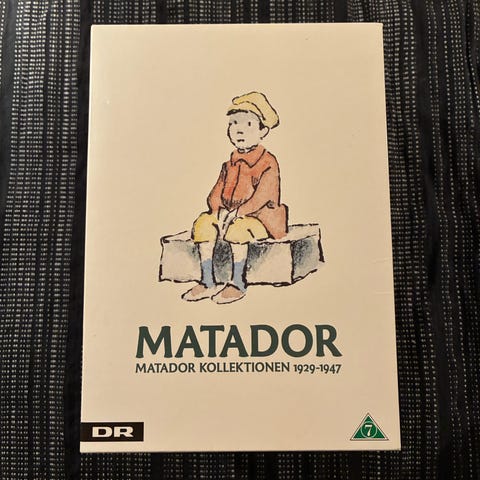 MATADOR
MATADOR KOLLEKTIONEN 1929-1947
DR
7